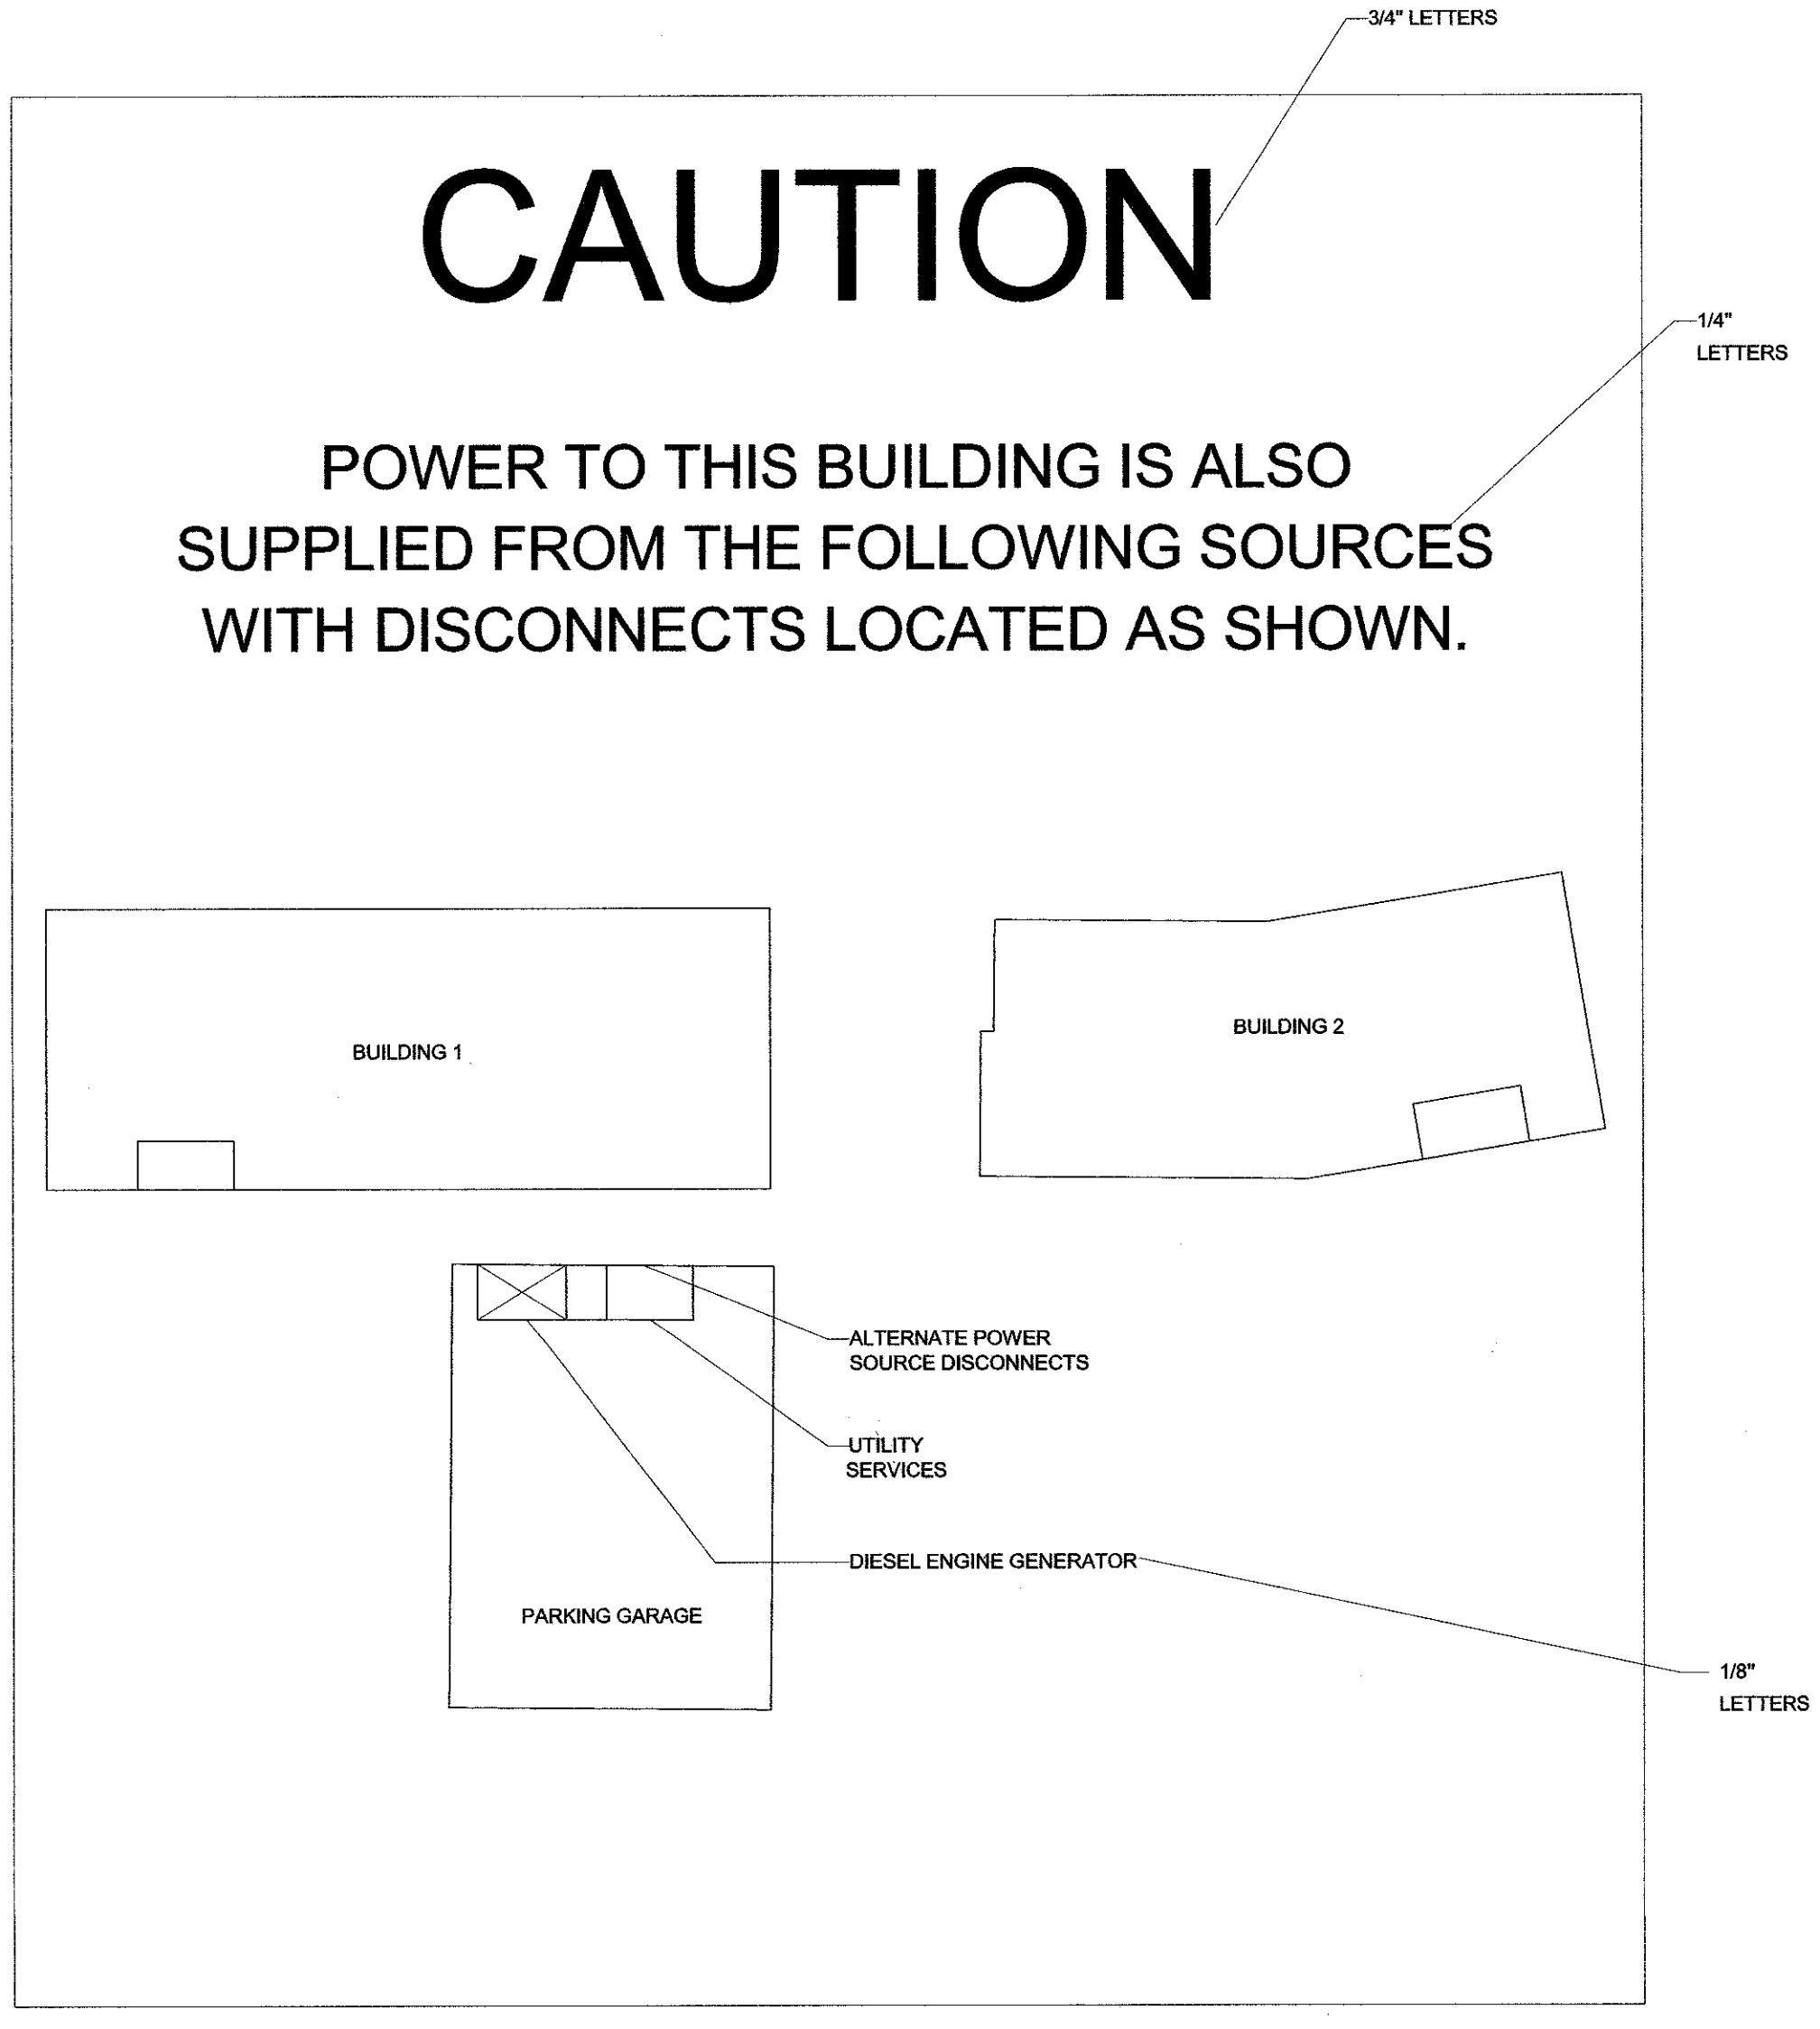 3/4" LETTERS
CAUTION
1/4"
LETTERS
POWER TO THIS BUILDING IS ALSO
SUPPLIED FROM THE FOLLOWING SOURCES
WITH DISCONNECTS LOCATED AS SHOWN.
BUILDING 1
BUILDING 2
ALTERNATE POWER
SOURCE DISCONNECTS
UTILITY
SERVICES
DIESEL ENGINE GENERATOR
PARKING GARAGE
1/8"
LETTERS